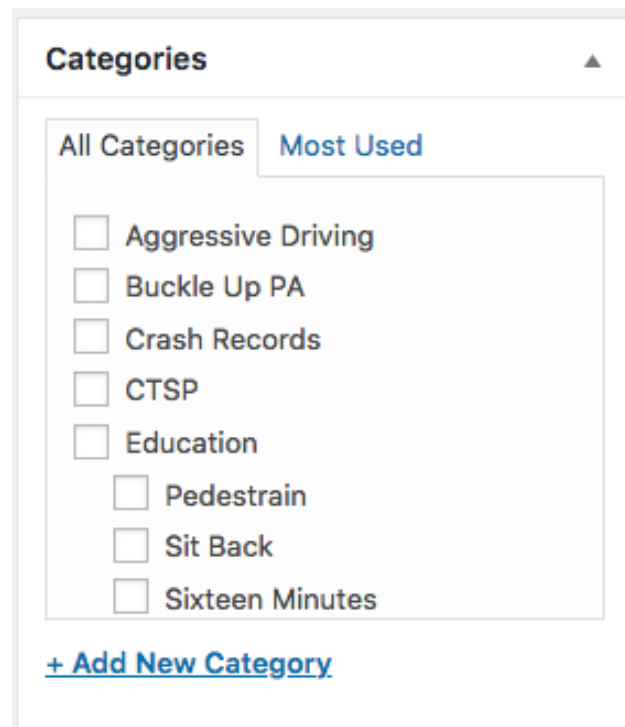 Categories
All Categories Most Used
Aggressive Driving
Buckle Up PA
Crash Records
CTSP
Education
Pedestrain
Sit Back
Sixteen Minutes
+ Add New Category